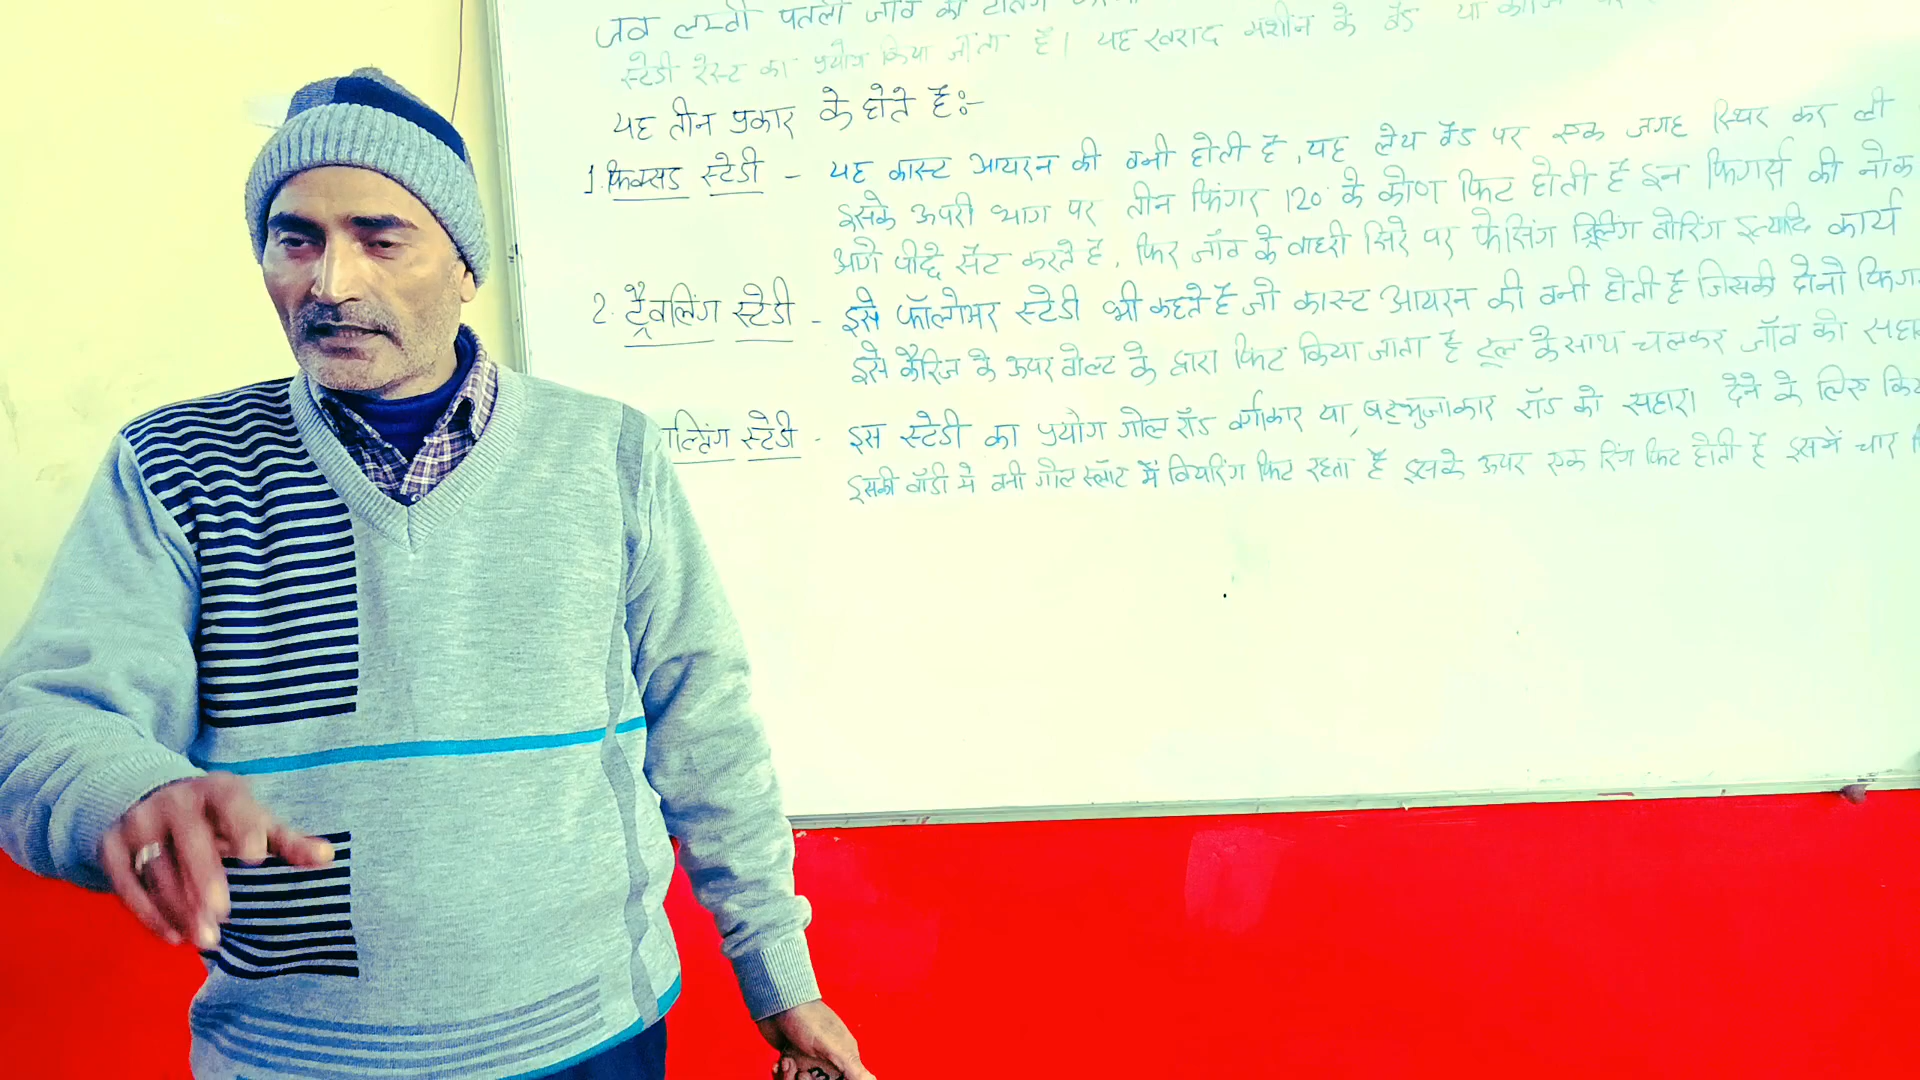 जब लम्बी पतली जॉब को टर्निंग
स्टेडी रेस्ट का प्रयोग किया जाता है। यह खराद मशीन के बैड या
यह तीन प्रकार के होते हैं:-
1. फिक्सड स्टेडी - यह कास्ट आयरन की बनी होती है, यह लेथ बैड पर एक जगह स्थिर कर ली
इसके ऊपरी भाग पर तीन फिंगर 120° के कोण फिट होती है इन फिंगर्स की नोक
आगे पीछे सैट करते है, फिर जॉब के बाहरी सिरे पर फेसिंग ड्रिलिंग बोरिंग इत्यादि कार्य
2. ट्रैवलिंग स्टेडी - इसे फॉलोअर स्टेडी भी कहते है जो कास्ट आयरन की बनी होती है जिसकी दोनो फिंग
इसे कैरिज के ऊपर बोल्ट के द्वारा फिट किया जाता है टूल के साथ चलकर जॉब को सहा
स्टेडी - इस स्टेडी का प्रयोग गोल रॉड वर्गाकार या, बहुभुजाकार रॉड को सहारा देने के लिए कि
इसकी बॉडी मे बनी गोल स्लॉट में बियरिंग फिट रहता है इसके ऊपर एक रिंग फिट होती है इसमें चार